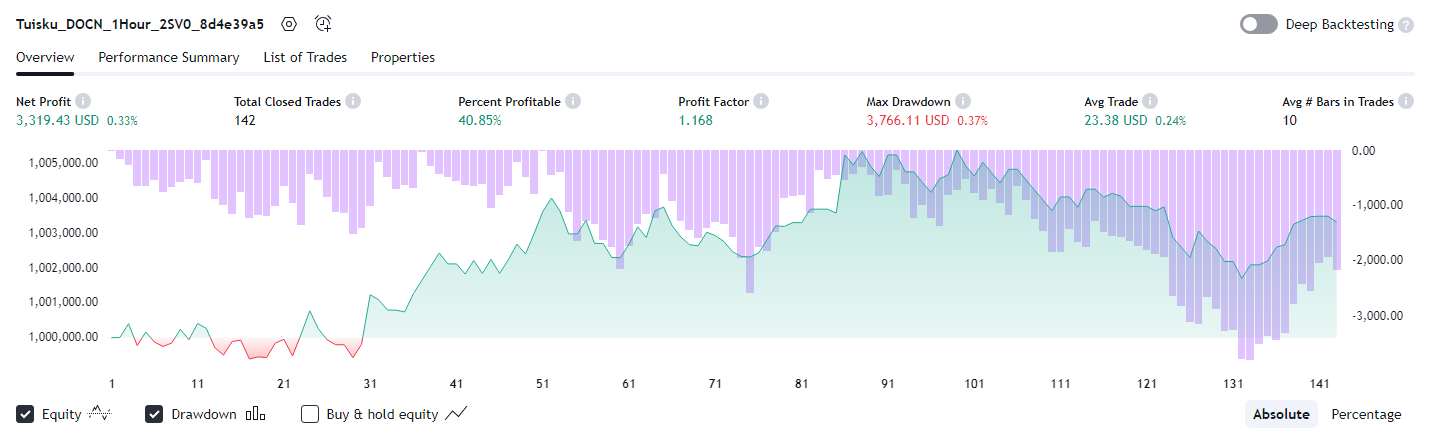 Tuisku_DOCN_1Hour_2SV0_8d4e39a5 Deep Backtesting ?
Overview Performance Summary List of Trades Properties
Net Profit i Total Closed Trades i Percent Profitable i Profit Factor i Max Drawdown i Avg Trade i Avg # Bars in Trades i
3,319.43 USD 0.33% 142 40.85% 1.168 3,766.11 USD 0.37% 23.38 USD 0.24% 10
1,005,000.00 0.00
1,004,000.00 -1,000.00
1,003,000.00
1,002,000.00 -2,000.00
1,001,000.00 -3,000.00
1,000,000.00
1 11 21 31 41 51 61 71 81 91 101 111 121 131 141
Equity Drawdown Buy & hold equity Absolute Percentage